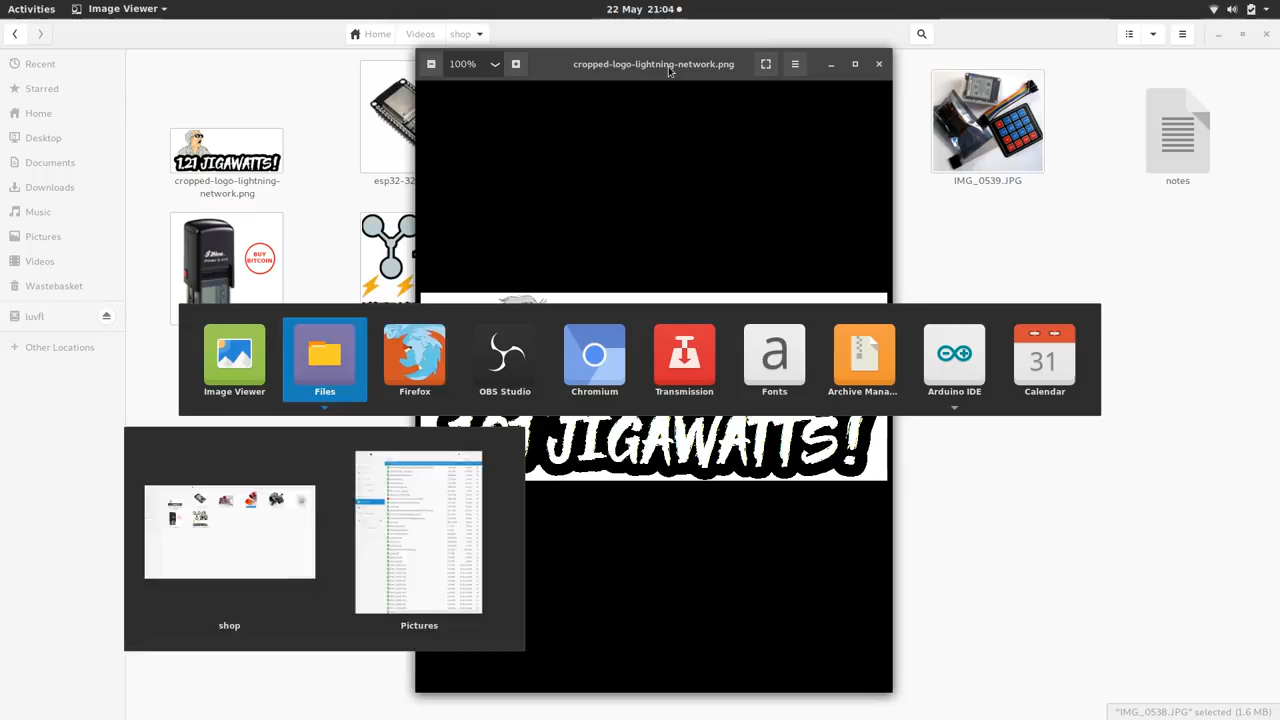 Activities
Image Viewer
22 May 21:04
Home
Videos
shop
100%
cropped-logo-lightning-network.png
Recent
Starred
Home
Desktop
Documents
Downloads
Music
Pictures
Videos
Wastebasket
luvfl
Other Locations
1.21 JIGAWATTS!
cropped-logo-lightning-
network.png
esp32-32
IMG_0539.JPG
notes
BUY
BITCOIN
Image Viewer
Files
Firefox
OBS Studio
Chromium
Transmission
a
Fonts
Archive Mana...
Arduino IDE
31
Calendar
1.21 JIGAWATTS!
shop
Pictures
"IMG_0538.JPG" selected (1.6 MB)